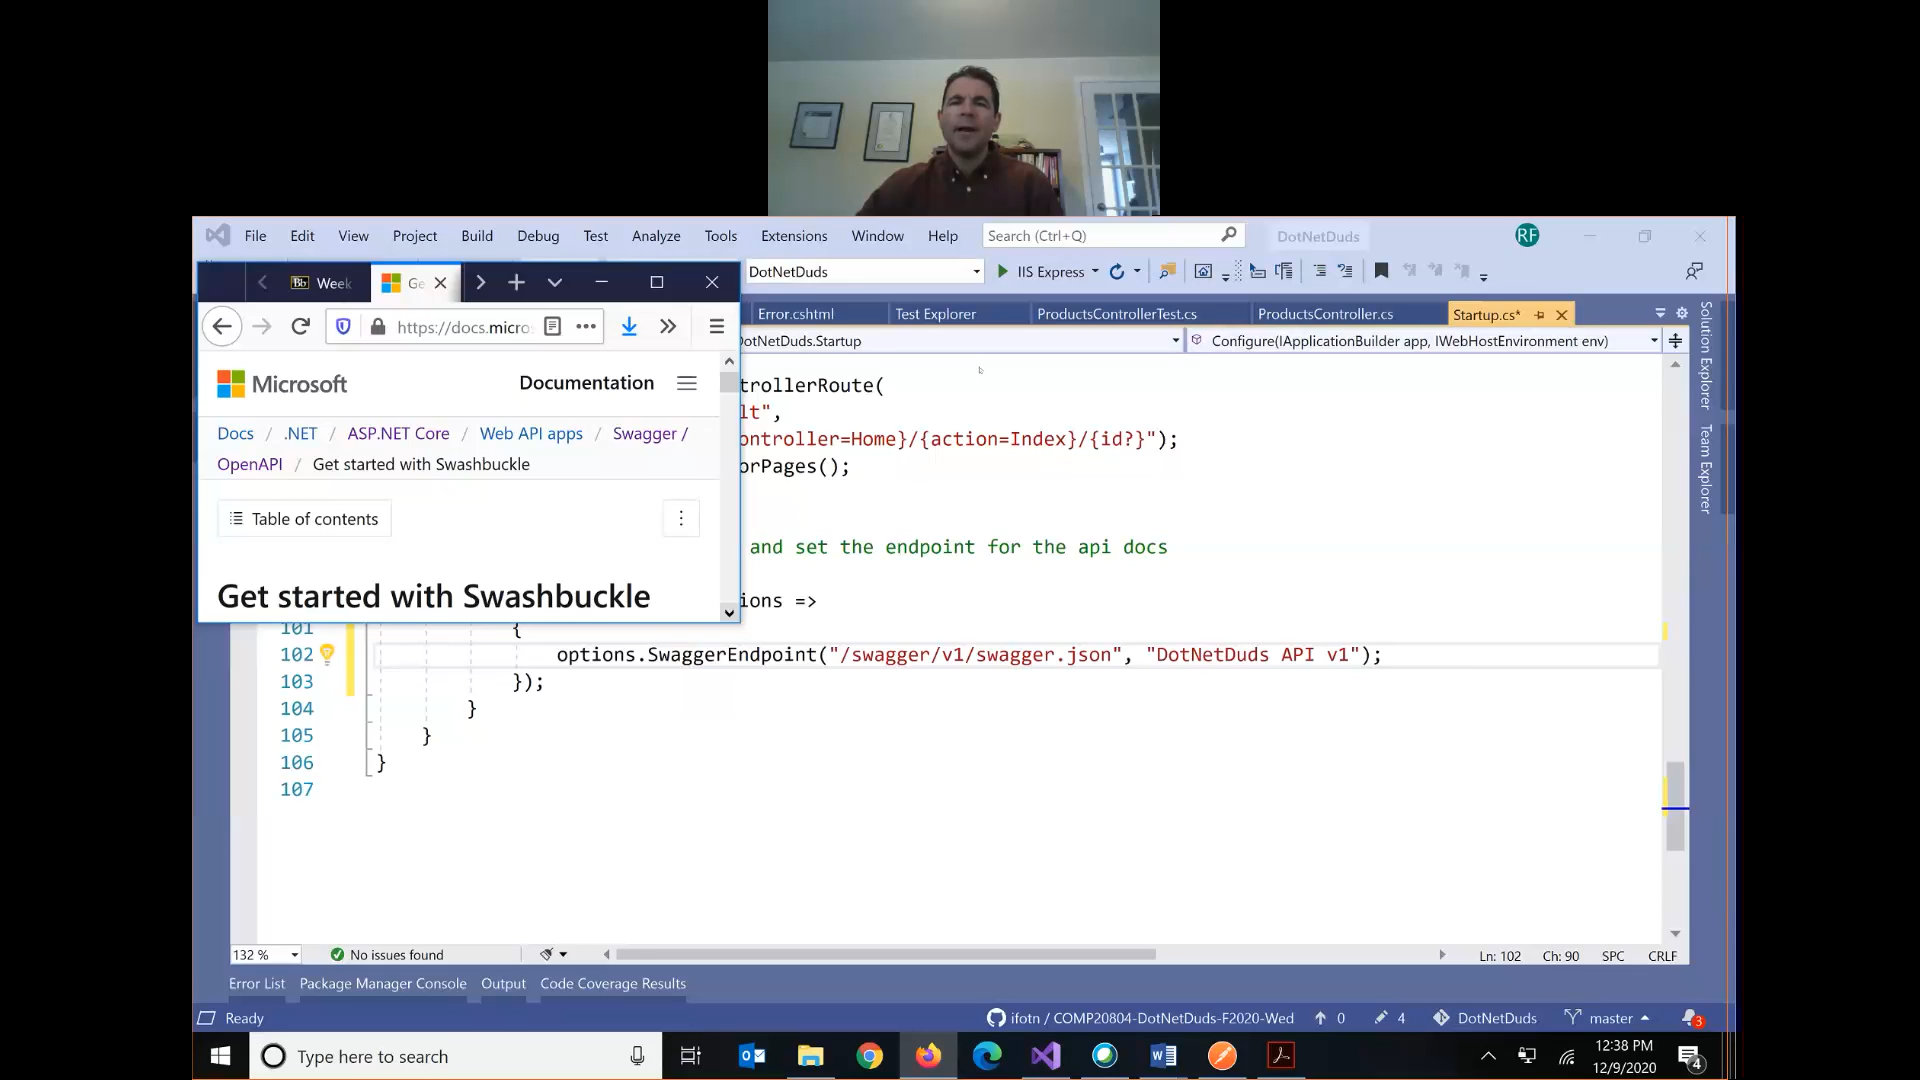 File Edit View Project Build Debug Test Analyze Tools Extensions Window Help Search (Ctrl+Q) DotNetDuds RF
DotNetDuds IIS Express
Bb Week Ge
Error.cshtml Test Explorer ProductsControllerTest.cs ProductsController.cs Startup.cs*
https://docs.micro
DotNetDuds.Startup Configure(IApplicationBuilder app, IWebHostEnvironment env)
Microsoft Documentation
Docs / .NET / ASP.NET Core / Web API apps / Swagger /
OpenAPI / Get started with Swashbuckle
Table of contents
Get started with Swashbuckle
trollerRoute(
lt",
ontroller=Home}/{action=Index}/{id?}");
orPages();
and set the endpoint for the api docs
ions =>
101 {
102 options.SwaggerEndpoint("/swagger/v1/swagger.json", "DotNetDuds API v1");
103 });
104 }
105 }
106 }
107
Solution Explorer
Team Explorer
132 % No issues found Ln: 102 Ch: 90 SPC CRLF
Error List Package Manager Console Output Code Coverage Results
Ready ifotn / COMP20804-DotNetDuds-F2020-Wed 0 4 DotNetDuds master 3
Type here to search 12:38 PM
12/9/2020 4